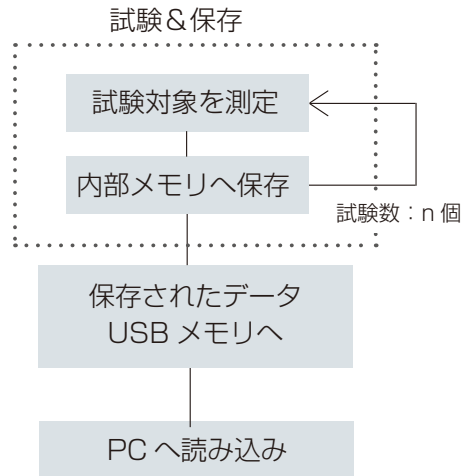 試験＆保存
試験対象を測定
内部メモリへ保存
試験数：n 個
保存されたデータ
USB メモリへ
PC へ読み込み